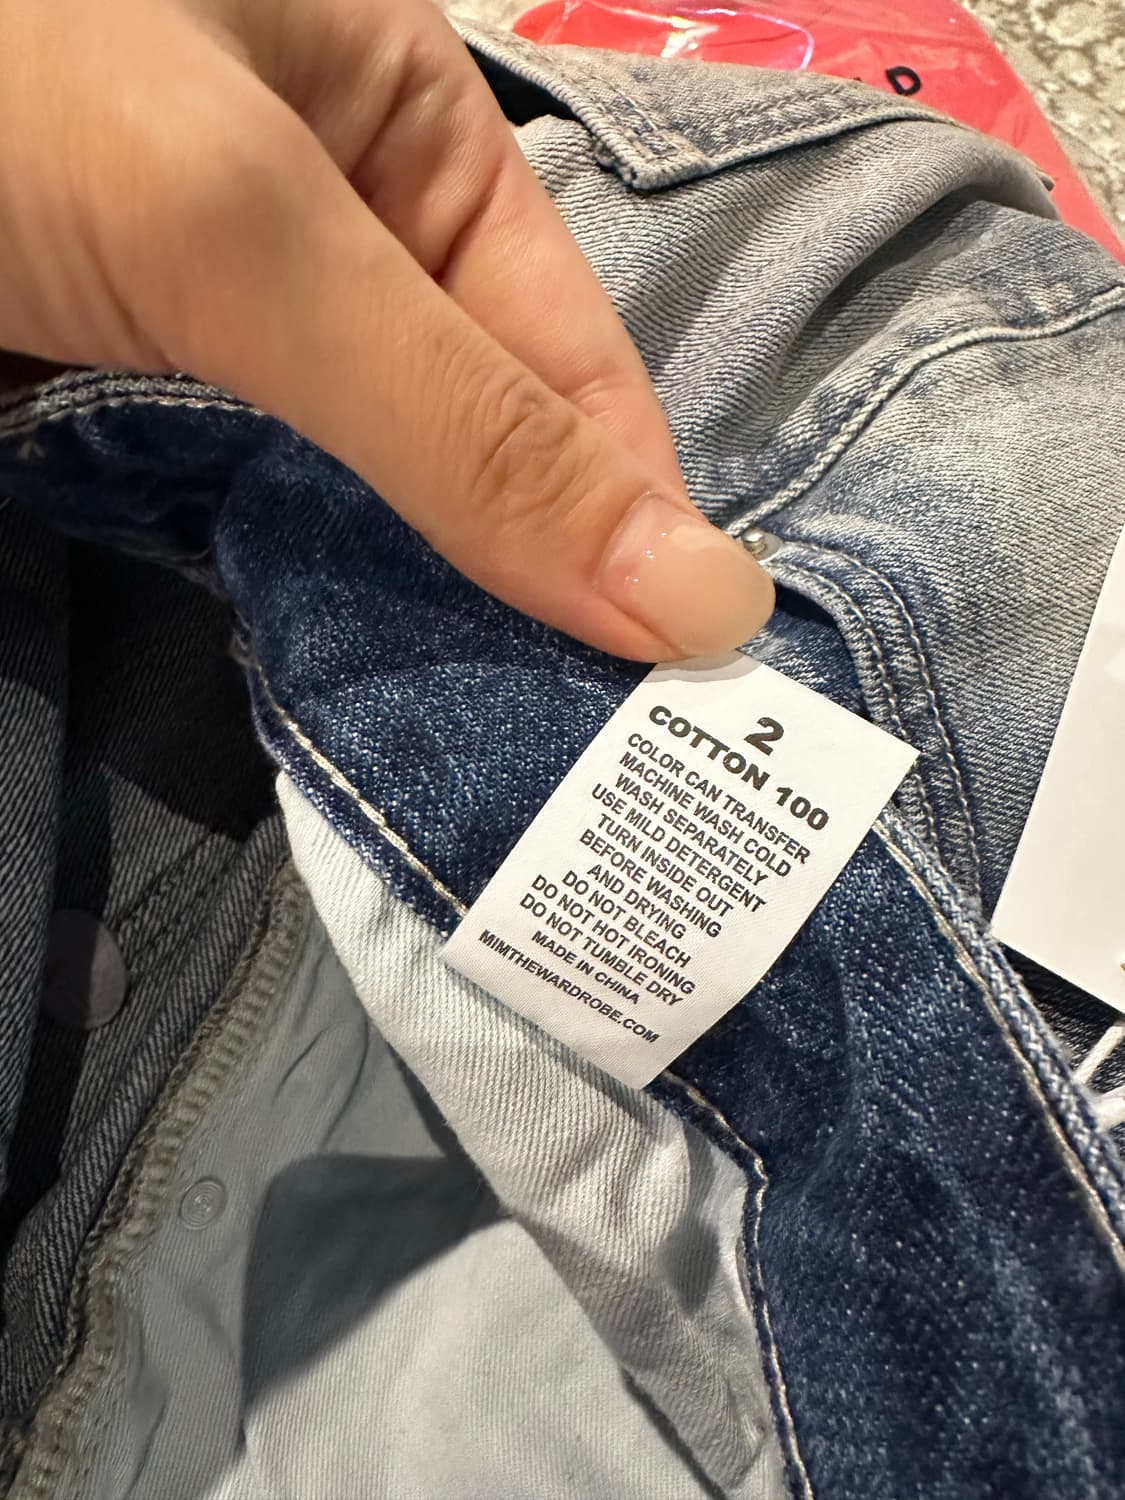 D
2
COTTON 100
COLOR CAN TRANSFER
MACHINE WASH COLD
WASH SEPARATELY
USE MILD DETERGENT
TURN INSIDE OUT
BEFORE WASHING
AND DRYING
DO NOT BLEACH
DO NOT HOT IRONING
DO NOT TUMBLE DRY
MADE IN CHINA
MIMTHEWARDROBE.COM